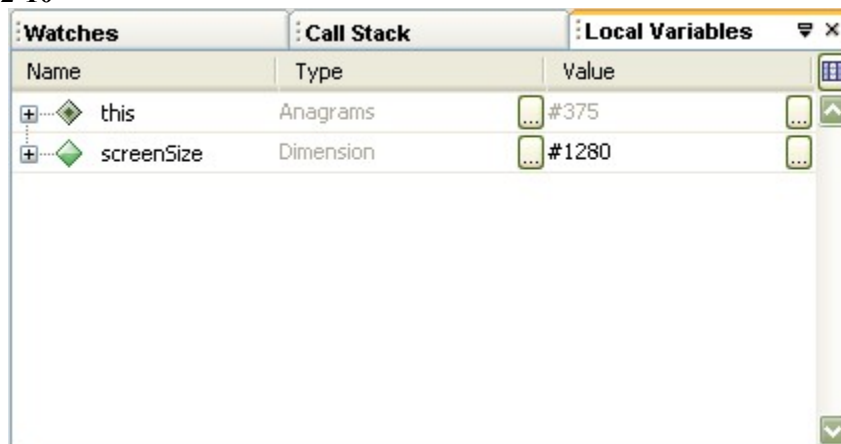 Watches Call Stack Local Variables
Name Type Value
this Anagrams ... #375 ...
screenSize Dimension ... #1280 ...